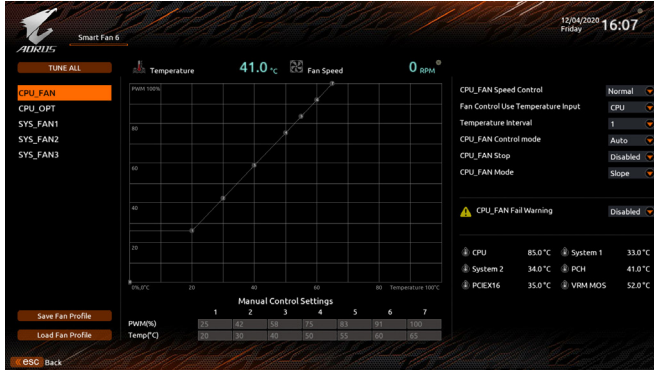 12/04/2020 16:07
Friday
Smart Fan 6
AORUS
TUNE ALL
Temperature 41.0 °C Fan Speed 0 RPM
CPU_FAN
CPU_OPT
SYS_FAN1
SYS_FAN2
SYS_FAN3
PWM 100%
80
60
40
20
0%,0°C 20 40 60 80 Temperature 100°C
CPU_FAN Speed Control Normal
Fan Control Use Temperature Input CPU
Temperature Interval 1
CPU_FAN Control mode Auto
CPU_FAN Stop Disabled
CPU_FAN Mode Slope
CPU_FAN Fail Warning Disabled
CPU 85.0°C System 1 33.0°C
System 2 34.0°C PCH 41.0°C
PCIEX16 35.0°C VRM MOS 52.0°C
Manual Control Settings
1 2 3 4 5 6 7
PWM(%) 25 42 58 75 83 91 100
Temp(°C) 20 30 40 50 55 60 65
Save Fan Profile
Load Fan Profile
esc Back